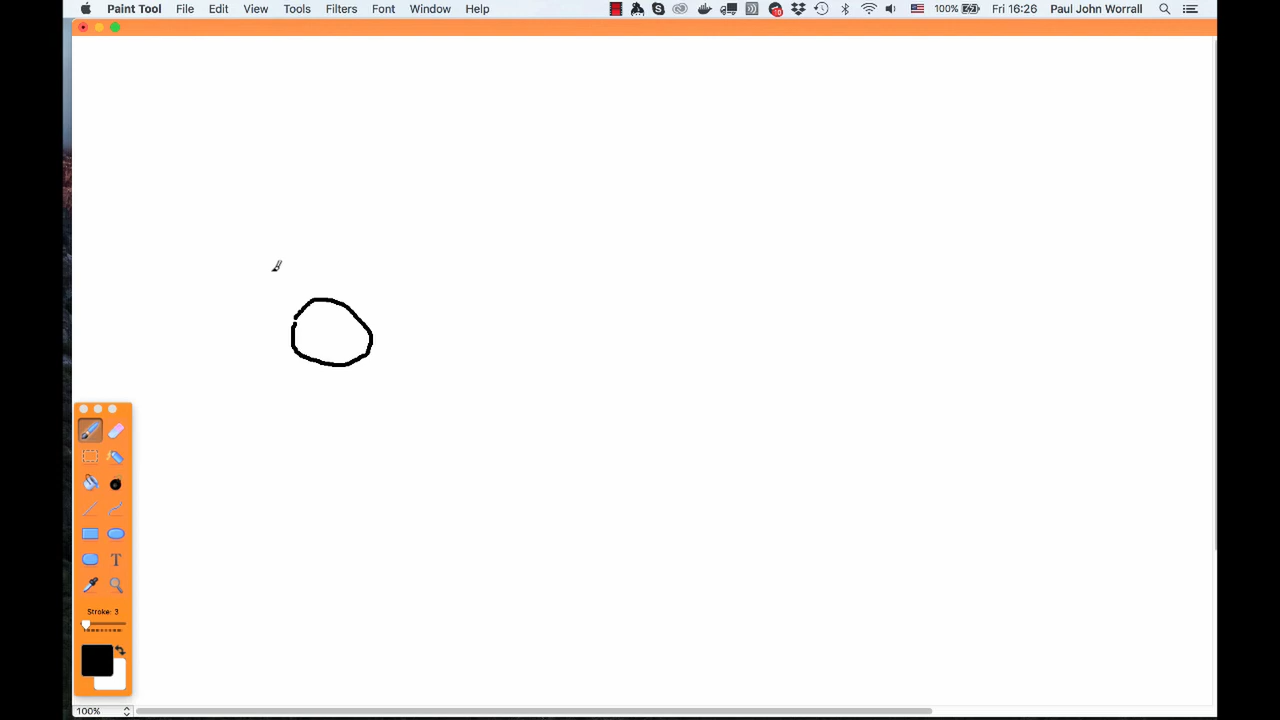 Paint Tool File Edit View Tools Filters Font Window Help 100% Fri 16:26 Paul John Worrall
T
Stroke: 3
100%